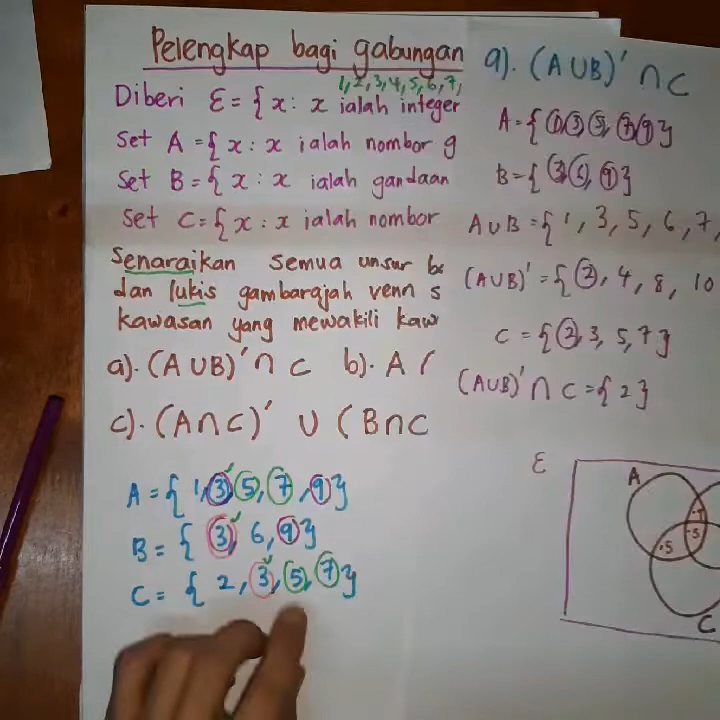 Pelengkap bagi gabungan
1, 2, 3, 4, 5, 6, 7,
Diberi Ɛ = { x : x ialah integer
Set A = { x : x ialah nombor g
Set B = { x : x ialah gandaan
Set C = { x : x ialah nombor
Senaraikan semua unsur
dan lukis gambarajah venn s
kawasan yang mewakili kaw
a). (A ∪ B)′ ∩ C b). A (
c). (A ∩ C)′ ∪ (B ∩ C
A = { 1, 3, 5, 7, 9 }
B = { 3, 6, 9 }
C = { 2, 3, 5, 7 }
a). (A ∪ B)′ ∩ C
A = { 1, 3, 5, 7, 9 }
B = { 3, 6, 9 }
A ∪ B = { 1, 3, 5, 6, 7,
(A ∪ B)′ = { 2, 4, 8, 10
C = { 2, 3, 5, 7 }
(A ∪ B)′ ∩ C = { 2 }
Ɛ
A
C